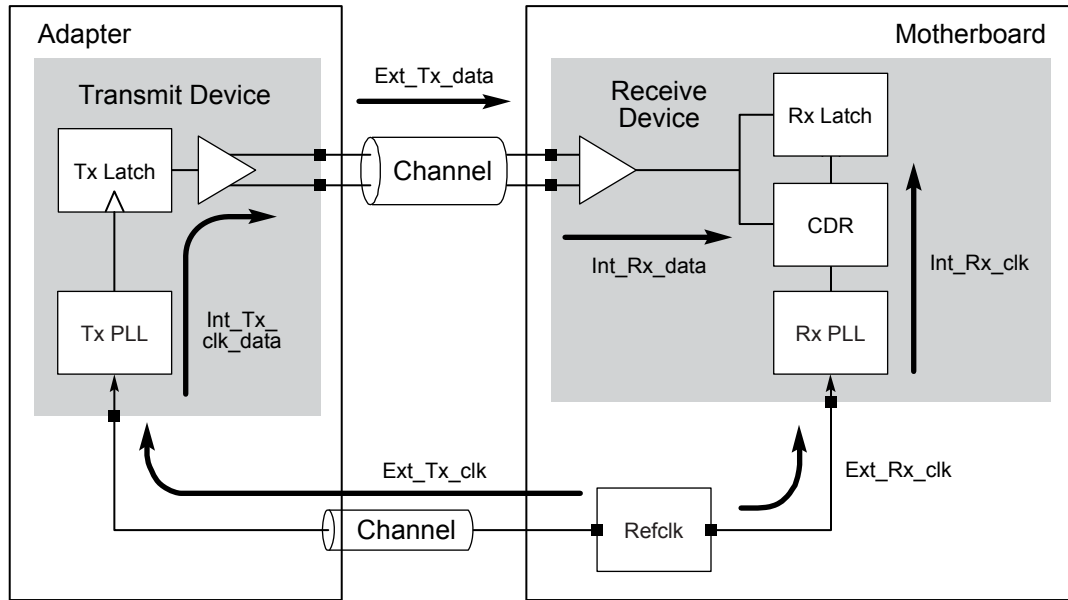 Adapter
Motherboard
Transmit Device
Ext_Tx_data
Receive
Device
Rx Latch
Tx Latch
Channel
CDR
Int_Rx_data
Int_Rx_clk
Tx PLL
Int_Tx_
clk_data
Rx PLL
Ext_Tx_clk
Ext_Rx_clk
Channel
Refclk